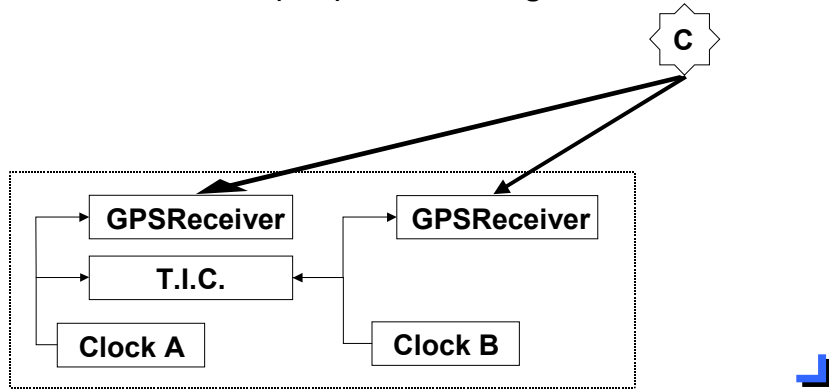 C
GPSReceiver
GPSReceiver
T.I.C.
Clock A
Clock B